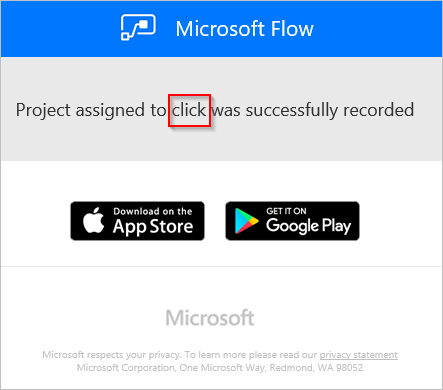 Microsoft Flow
Project assigned to click was successfully recorded
Download on the
App Store
GET IT ON
Google Play
Microsoft
Microsoft respects your privacy. To learn more please read our privacy statement
Microsoft Corporation, One Microsoft Way, Redmond, WA 98052